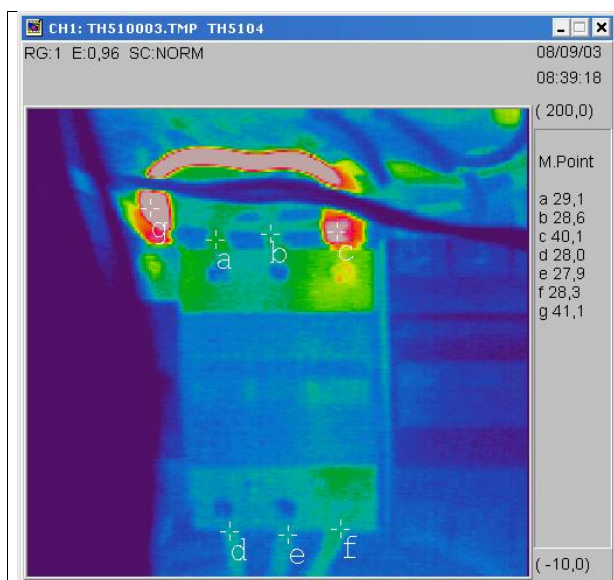 CH1: TH510003.TMP TH5104
RG:1 E:0,96 SC:NORM
08/09/03
08:39:18
( 200,0)
M.Point
a 29,1
b 28,6
c 40,1
d 28,0
e 27,9
f 28,3
g 41,1
( -10,0)
g
a b c
d e f